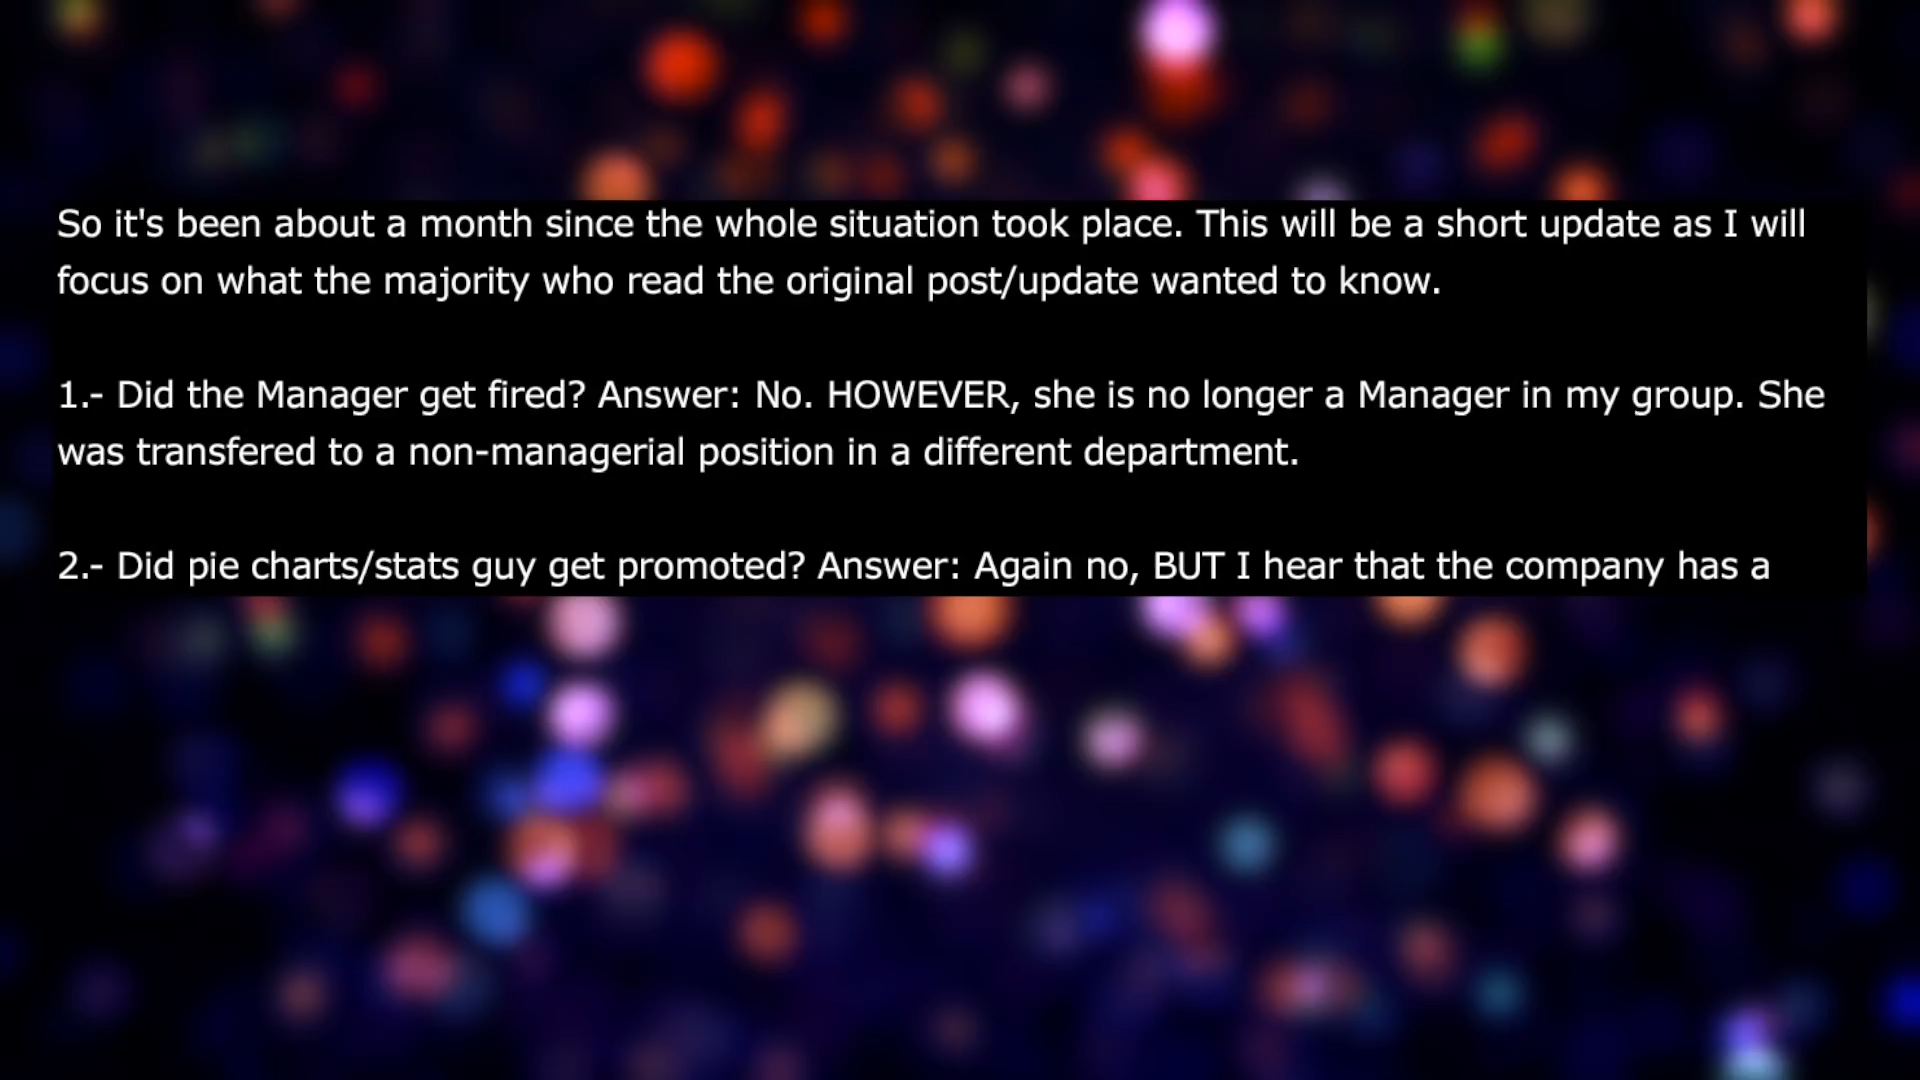 So it's been about a month since the whole situation took place. This will be a short update as I will
focus on what the majority who read the original post/update wanted to know.
1.- Did the Manager get fired? Answer: No. HOWEVER, she is no longer a Manager in my group. She
was transfered to a non-managerial position in a different department.
2.- Did pie charts/stats guy get promoted? Answer: Again no, BUT I hear that the company has a